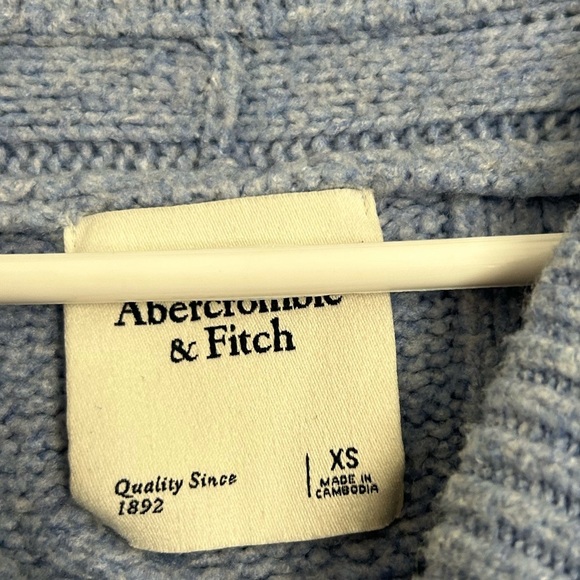 Abercrombie
& Fitch
Quality Since
1892
XS
MADE IN
CAMBODIA